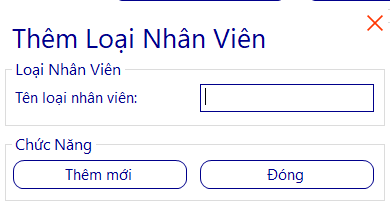 Thêm Loại Nhân Viên
Loại Nhân Viên
Tên loại nhân viên:
Chức Năng
Thêm mới Đóng